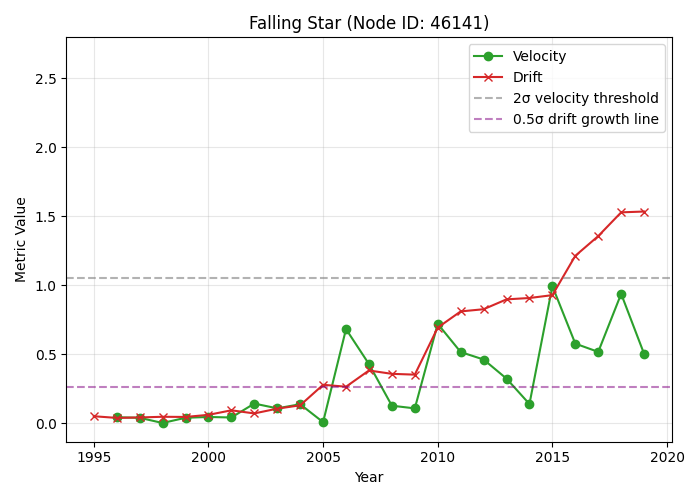 Falling Star (Node ID: 46141)
Velocity
Drift
2σ velocity threshold
0.5σ drift growth line
Metric Value
2.5
2.0
1.5
1.0
0.5
0.0
1995 2000 2005 2010 2015 2020
Year